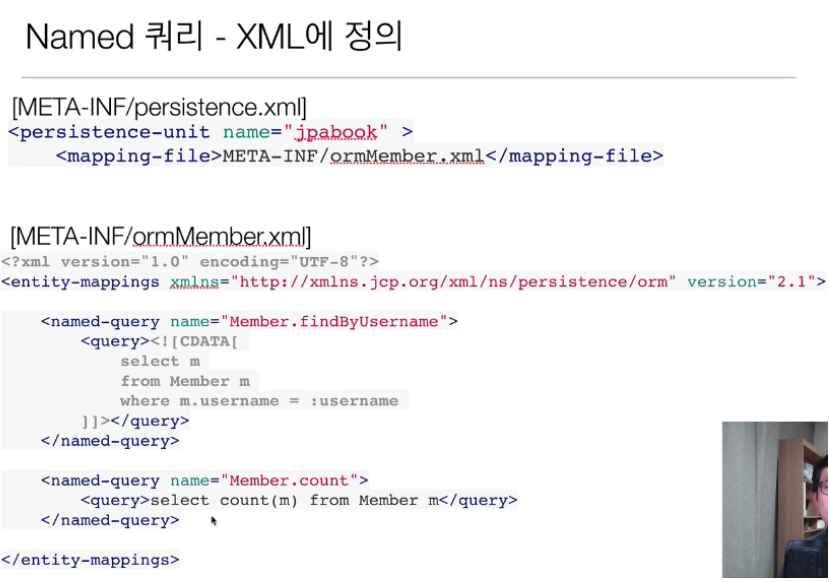 Named 쿼리 - XML에 정의
[META-INF/persistence.xml]
<persistence-unit name="jpabook" >
<mapping-file>META-INF/ormMember.xml</mapping-file>
[META-INF/ormMember.xml]
<?xml version="1.0" encoding="UTF-8"?>
<entity-mappings xmlns="http://xmlns.jcp.org/xml/ns/persistence/orm" version="2.1">
<named-query name="Member.findByUsername">
<query><![CDATA[
select m
from Member m
where m.username = :username
]]></query>
</named-query>
<named-query name="Member.count">
<query>select count(m) from Member m</query>
</named-query>
</entity-mappings>